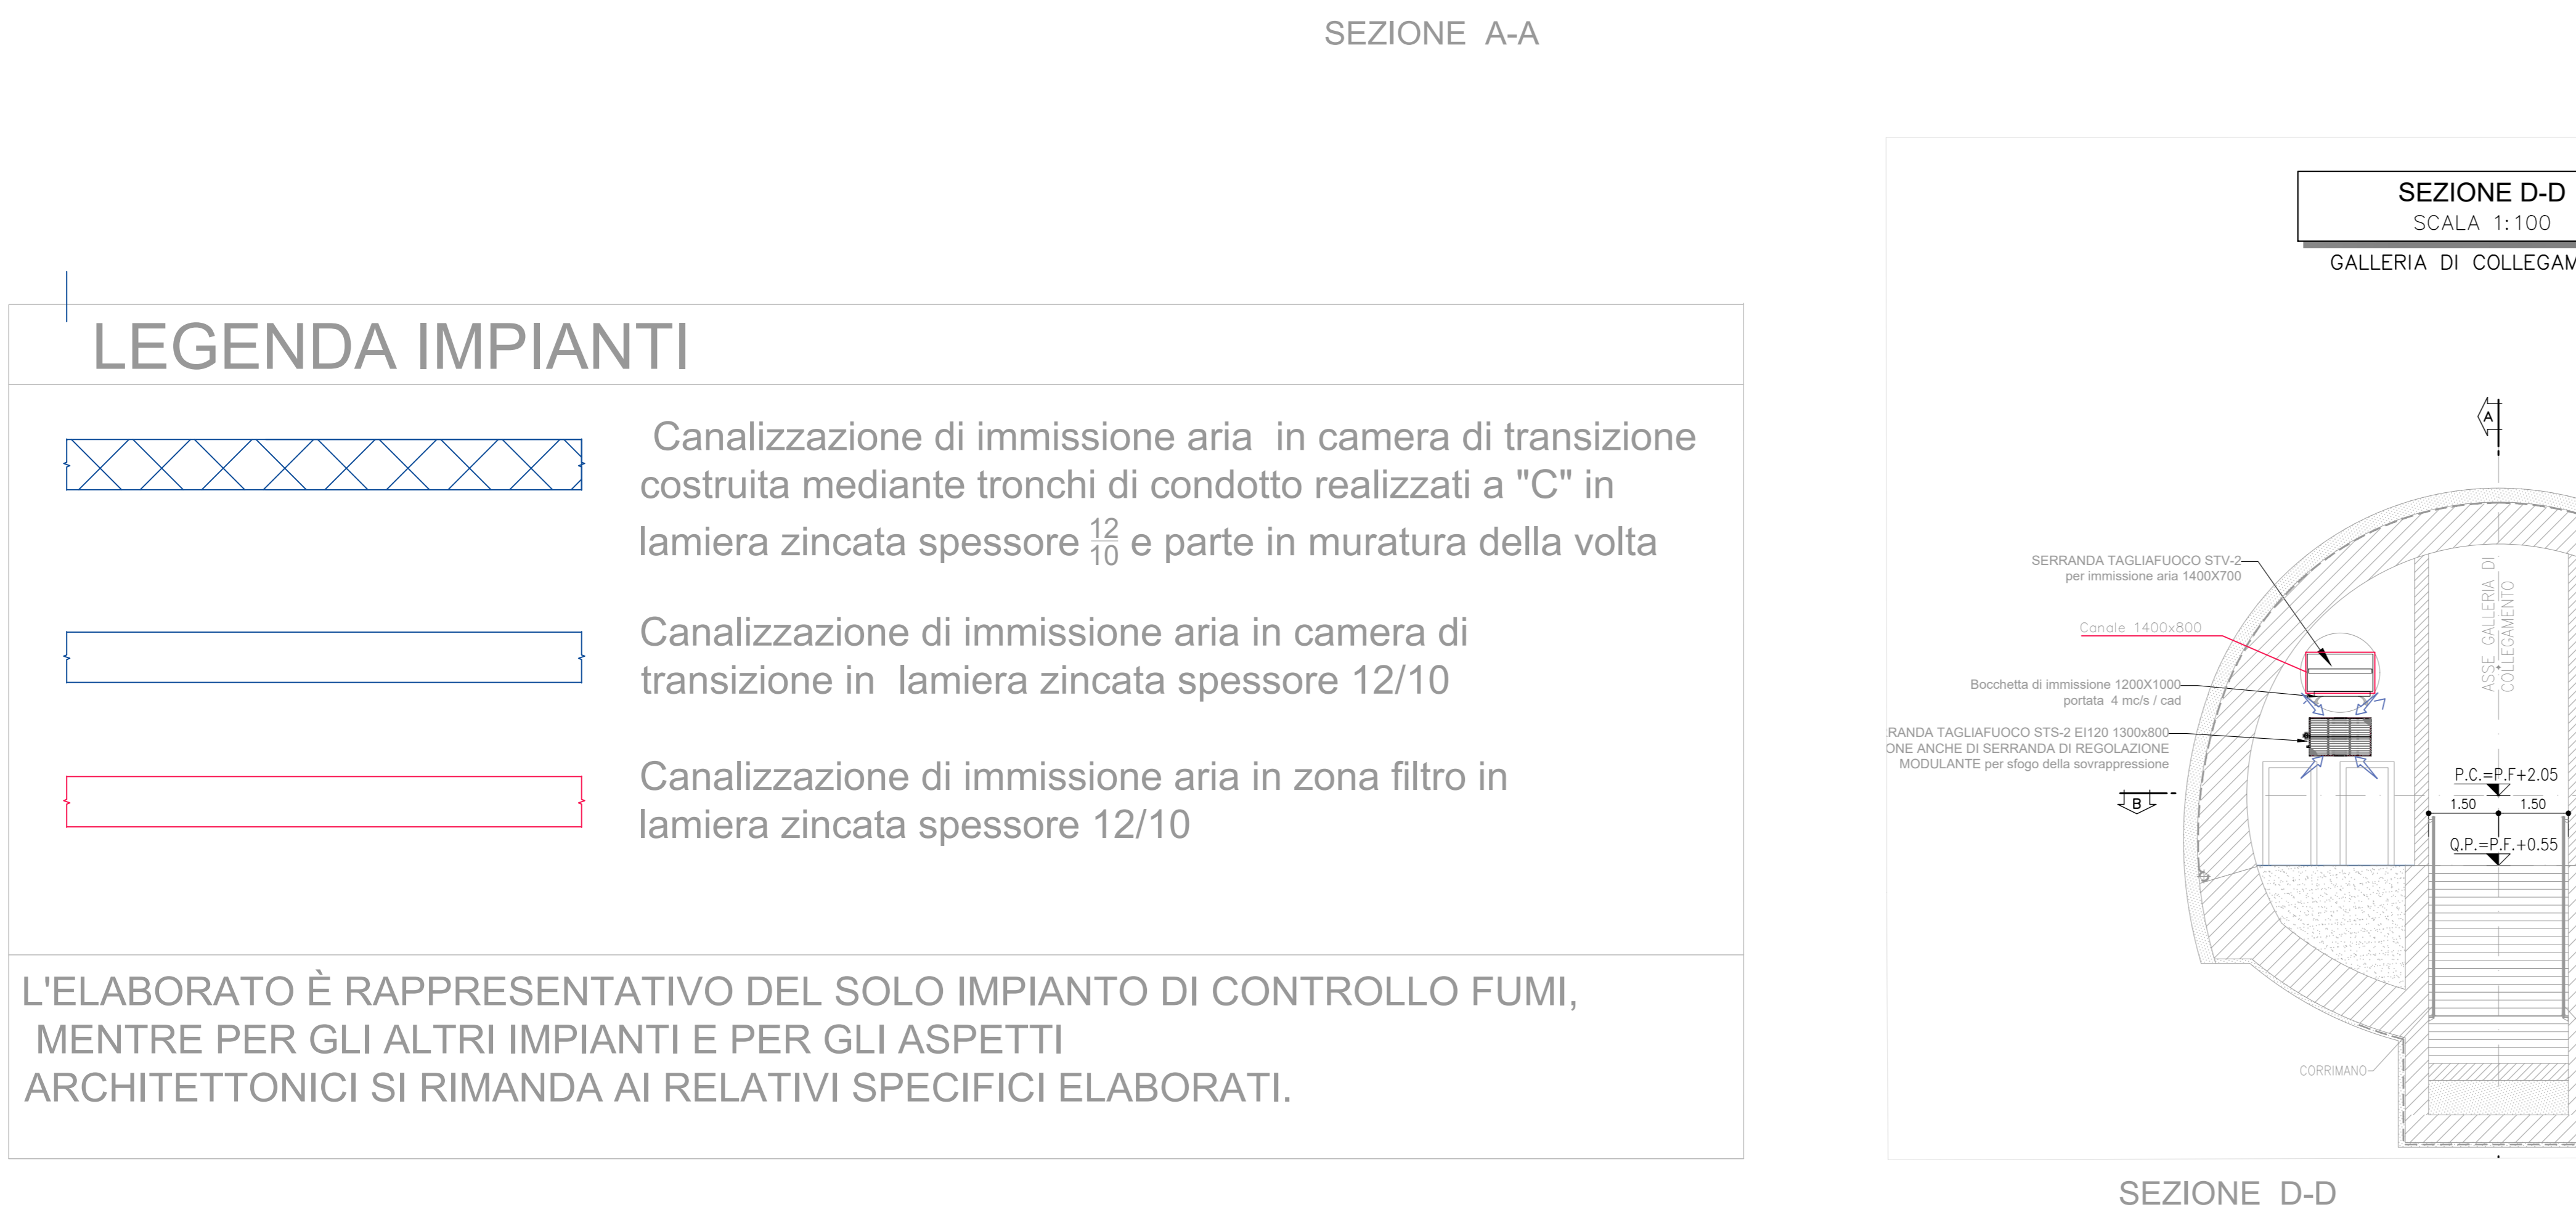 SEZIONE A-A
LEGENDA IMPIANTI
Canalizzazione di immissione aria in camera di transizione
costruita mediante tronchi di condotto realizzati a "C" in
lamiera zincata spessore 12/10 e parte in muratura della volta
Canalizzazione di immissione aria in camera di
transizione in lamiera zincata spessore 12/10
Canalizzazione di immissione aria in zona filtro in
lamiera zincata spessore 12/10
L'ELABORATO È RAPPRESENTATIVO DEL SOLO IMPIANTO DI CONTROLLO FUMI,
MENTRE PER GLI ALTRI IMPIANTI E PER GLI ASPETTI
ARCHITETTONICI SI RIMANDA AI RELATIVI SPECIFICI ELABORATI.
SEZIONE D-D
SCALA 1:100
GALLERIA DI
A
SERRANDA TAGLIAFUOCO STV-2
per immissione aria 1400X700
Canale 1400x800
Bocchetta di immissione 1200X1000
portata 4 mc/s / cad
TAGLIAFUOCO STS-2 EI120 1300x800
ANCHE DI SERRANDA DI REGOLAZIONE
MODULANTE per sfogo della sovrappressione
B
ASSE GALLERIA DI
COLLEGAMENTO
P.C.=P.F+2.05
1.50 1.50
Q.P.=P.F.+0.55
CORRIMANO
SEZIONE D-D